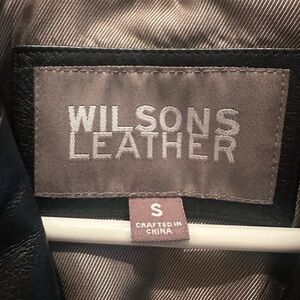 WILSONS
LEATHER
S
CRAFTED IN
CHINA